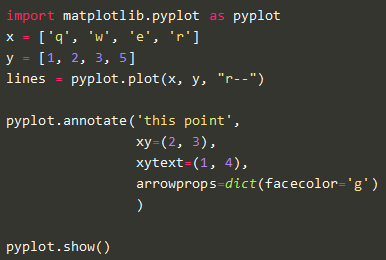 import matplotlib.pyplot as pyplot
x = ['q', 'w', 'e', 'r']
y = [1, 2, 3, 5]
lines = pyplot.plot(x, y, "r--")

pyplot.annotate('this point',
                xy=(2, 3),
                xytext=(1, 4),
                arrowprops=dict(facecolor='g')
                )

pyplot.show()